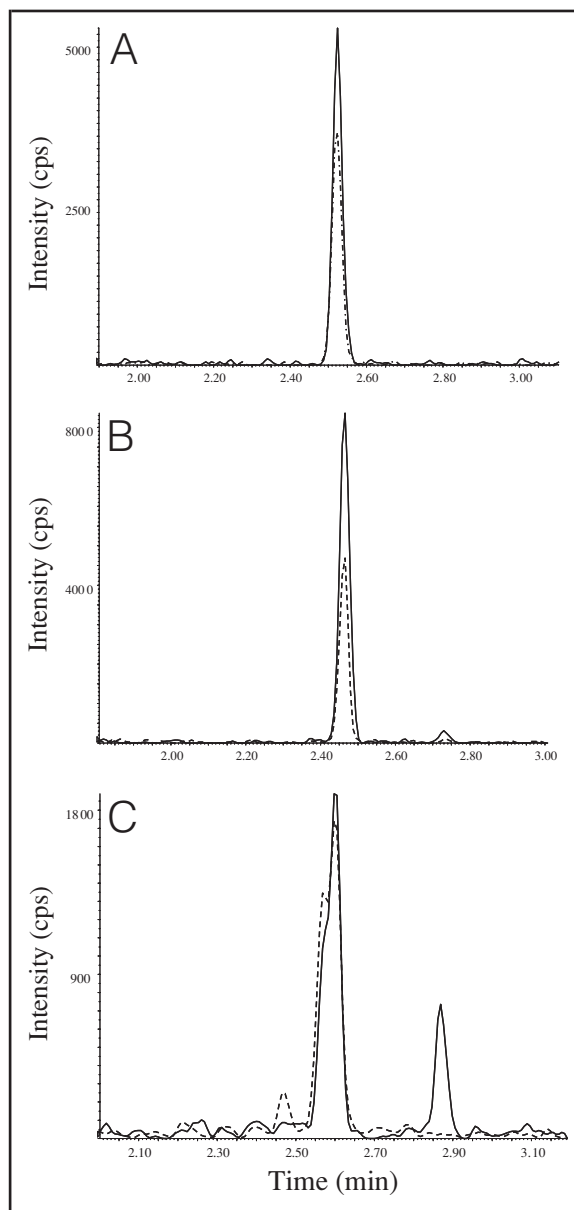 A
5000
2500
Intensity (cps)
2.00 2.20 2.40 2.60 2.80 3.00
B
8000
4000
Intensity (cps)
2.00 2.20 2.40 2.60 2.80 3.00
C
1800
900
Intensity (cps)
2.10 2.30 2.50 2.70 2.90 3.10
Time (min)